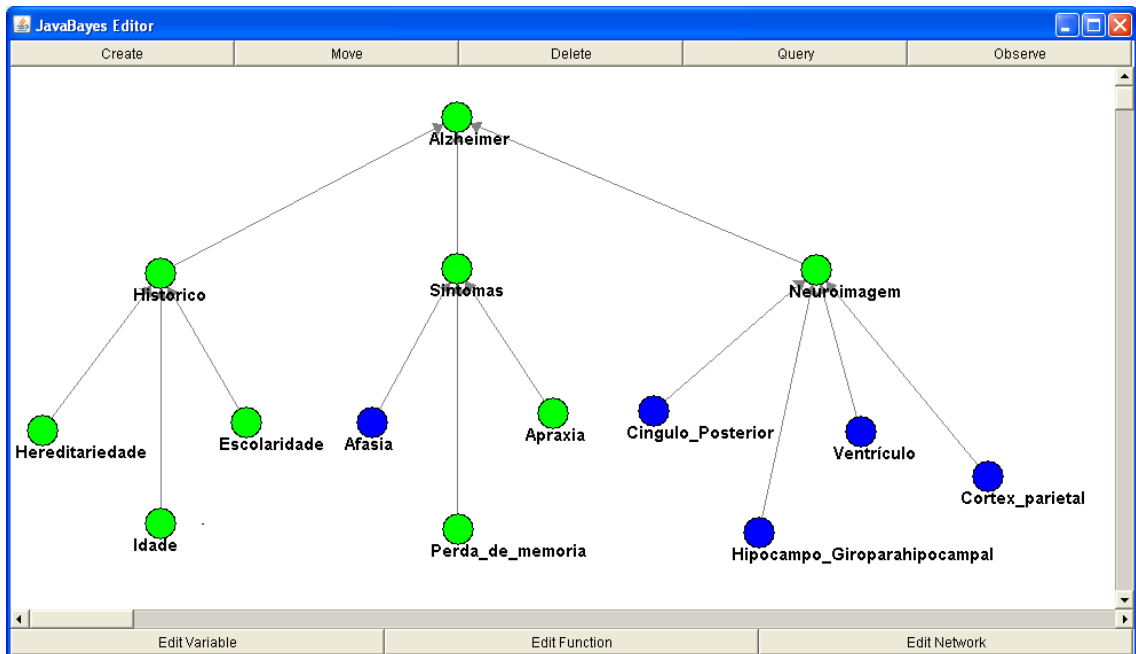 JavaBayes Editor
Create Move Delete Query Observe
Alzheimer
Historico Sintomas Neuroimagem
Hereditariedade Escolaridade Afasia Apraxia Cingulo_Posterior Ventrículo
Cortex_parietal
Idade Perda_de_memoria Hipocampo_Giroparahipocampal
Edit Variable Edit Function Edit Network